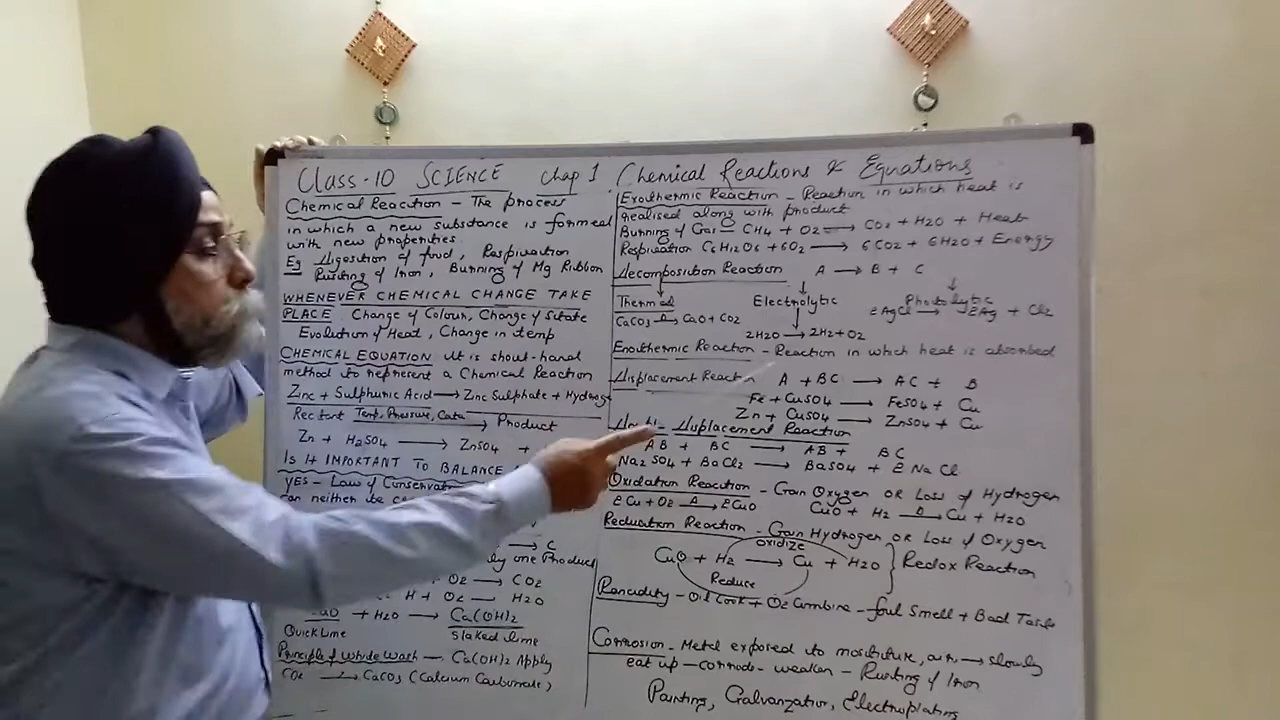 Class-10 SCIENCE Chap 1 Chemical Reactions & Equations
Chemical Reaction - The process
in which a new substance is formed
with new properties.
Eg Digestion of food, Respiration
Rusting of Iron, Burning of Mg Ribbon
WHENEVER CHEMICAL CHANGE TAKE
PLACE: Change of Colour, Change of State
Evolution of Heat, Change in temp
CHEMICAL EQUATION It is short-hand
method to represent a Chemical Reaction
Zinc + Sulphuric Acid → Zinc Sulphate + Hydrogen
Rectant Temp, Pressure, Cata Product
Zn + H2SO4 → ZnSO4 +
IS IT IMPORTANT TO BALANCE
YES - Law of Conservat
can neither be
→ C
ly one Product
+ O2 → CO2
H + O2 → H2O
+ H2O → Ca(OH)2
Quick lime Slaked lime
Principle of White Wash - Ca(OH)2 Apply
CO2 → CaCO3 (Calcium Carbonate)
Exothermic Reaction - Reaction in which heat is
realised along with product
Burning of Gas - CH4 + O2 → CO2 + H2O + Heat
Respiration C6H12O6 + 6O2 → 6CO2 + 6H2O + Energy
Decomposition Reaction A → B + C
Thermal Electrolytic Photolytic
CaCO3 → CaO + CO2 2AgCl → 2Ag + Cl2
2H2O → 2H2 + O2
Enothermic Reaction - Reaction in which heat is absorbed
Displacement Reaction A + BC → AC + B
Fe + CuSO4 → FeSO4 + Cu
Zn + CuSO4 → ZnSO4 + Cu
Displacement Reaction
AB + BC → AB + BC
Na2SO4 + BaCl2 → BaSO4 + 2NaCl
Oxidation Reaction - Gain Oxygen OR Loss of Hydrogen
2Cu + O2 Δ→ 2CuO CuO + H2 Δ→ Cu + H2O
Reduation Reaction - Gain Hydrogen OR Loss of Oxygen
oxidize
CuO + H2 → Cu + H2O } Redox Reaction
Reduce
Rancidity - Oil Cook + O2 Combine - foul Smell + Bad Taste
Corrosion - Metal exposed to moisture, air, → slowly
eat up - corrode - weaken - Rusting of Iron
Painting, Galvanzation, Electroplating